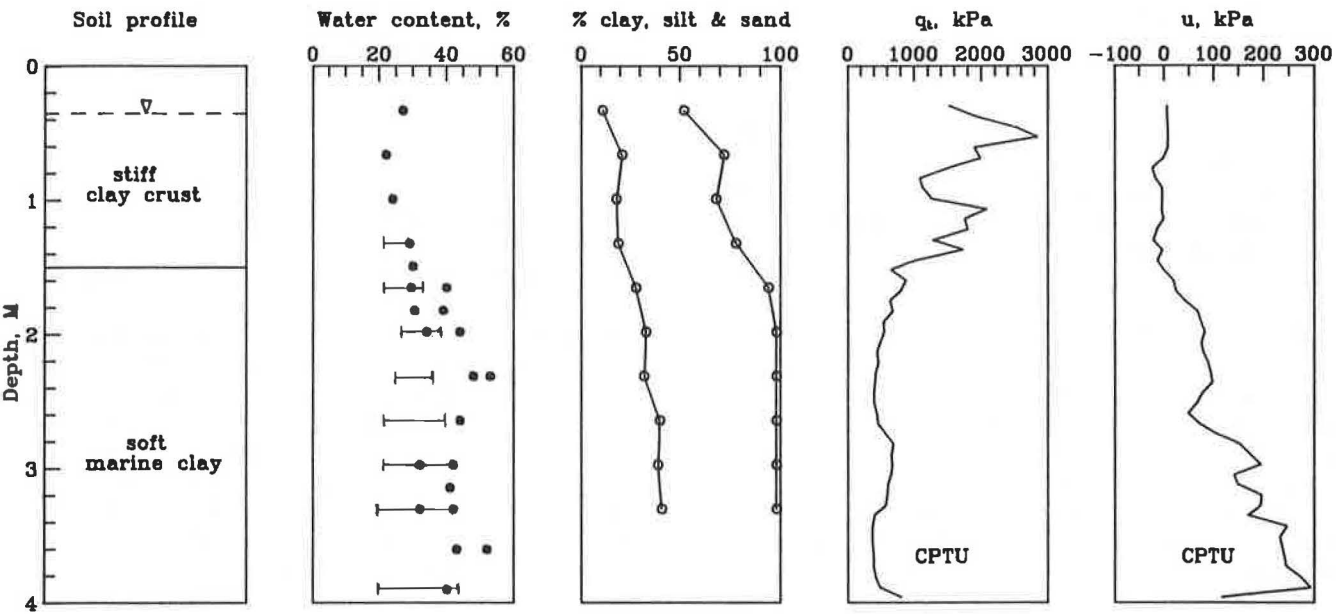 Soil profile
Water content, %
% clay, silt & sand
qt, kPa
u, kPa
0 20 40 60
0 50 100
0 1000 2000 3000
-100 0 100 200 300
0
1
2
3
4
Depth, M
∇
stiff
clay crust
soft
marine clay
CPTU
CPTU